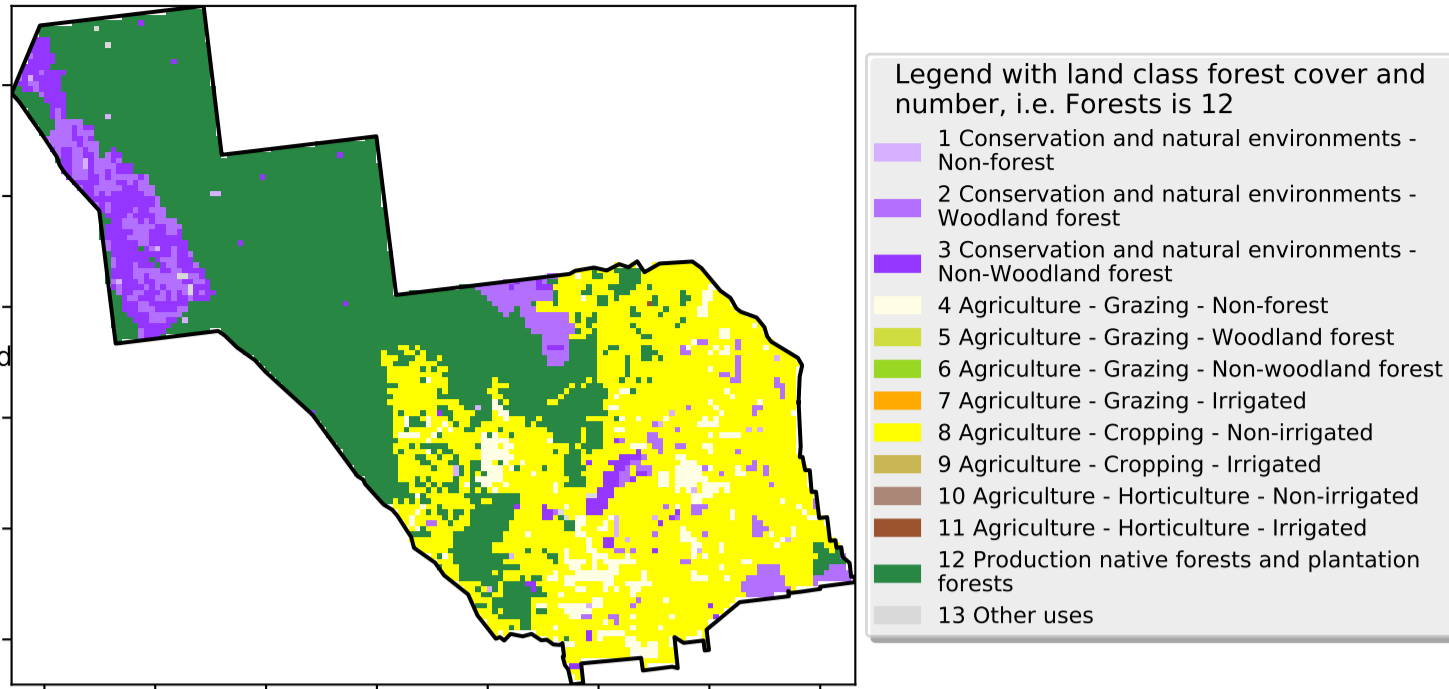 d
Legend with land class forest cover and
number, i.e. Forests is 12
1 Conservation and natural environments -
Non-forest
2 Conservation and natural environments -
Woodland forest
3 Conservation and natural environments -
Non-Woodland forest
4 Agriculture - Grazing - Non-forest
5 Agriculture - Grazing - Woodland forest
6 Agriculture - Grazing - Non-woodland forest
7 Agriculture - Grazing - Irrigated
8 Agriculture - Cropping - Non-irrigated
9 Agriculture - Cropping - Irrigated
10 Agriculture - Horticulture - Non-irrigated
11 Agriculture - Horticulture - Irrigated
12 Production native forests and plantation
forests
13 Other uses